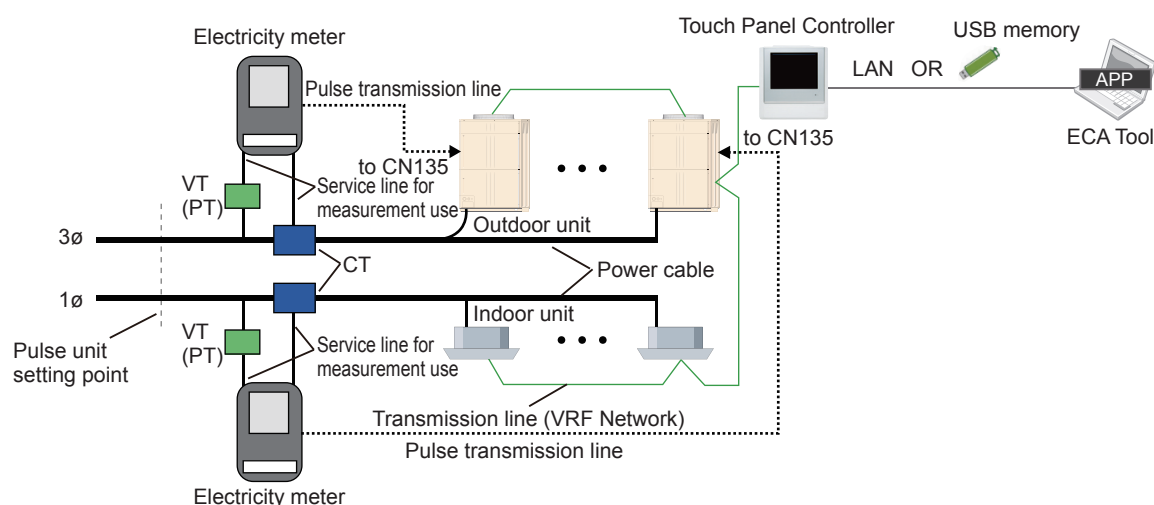 Electricity meter
Touch Panel Controller
USB memory
LAN OR
APP
ECA Tool
Pulse transmission line
to CN135
to CN135
VT
(PT)
Service line for
measurement use
Outdoor unit
3ø
CT
Power cable
1ø
Indoor unit
VT
(PT)
Service line for
measurement use
Pulse unit
setting point
Transmission line (VRF Network)
Pulse transmission line
Electricity meter